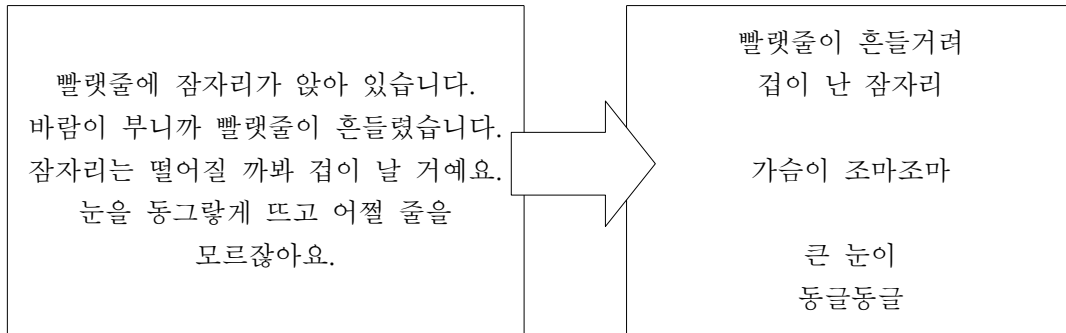 빨랫줄에 잠자리가 앉아 있습니다.
바람이 부니까 빨랫줄이 흔들렸습니다.
잠자리는 떨어질 까봐 겁이 날 거예요.
눈을 동그랗게 뜨고 어쩔 줄을
모르잖아요.
빨랫줄이 흔들거려
겁이 난 잠자리
가슴이 조마조마
큰 눈이
동글동글